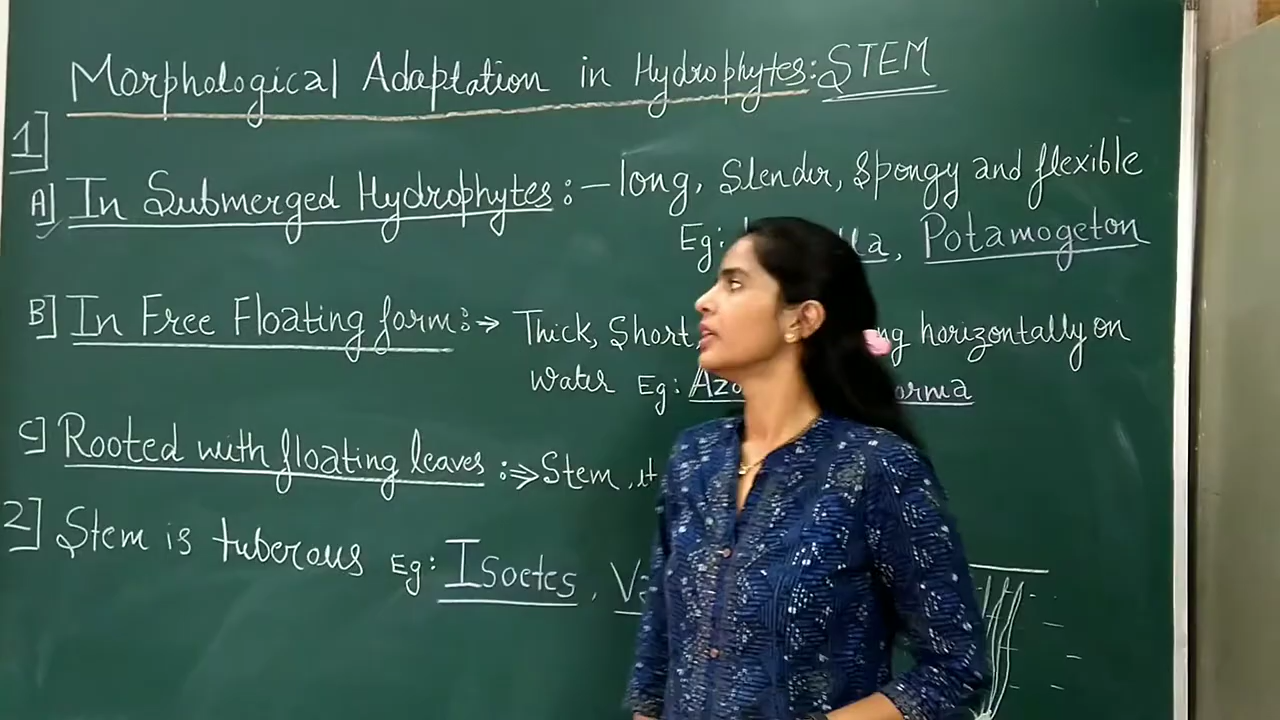 Morphological Adaptation in Hydrophytes: STEM
1]
A] In Submerged Hydrophytes: – long, Slender, Spongy and flexible
Eg: Potamogeton
B] In Free Floating form :→ Thick, Short, horizontally on
Water Eg:
C] Rooted with floating leaves :⇒ Stem, it
2] Stem is tuberous Eg: Isoetes,